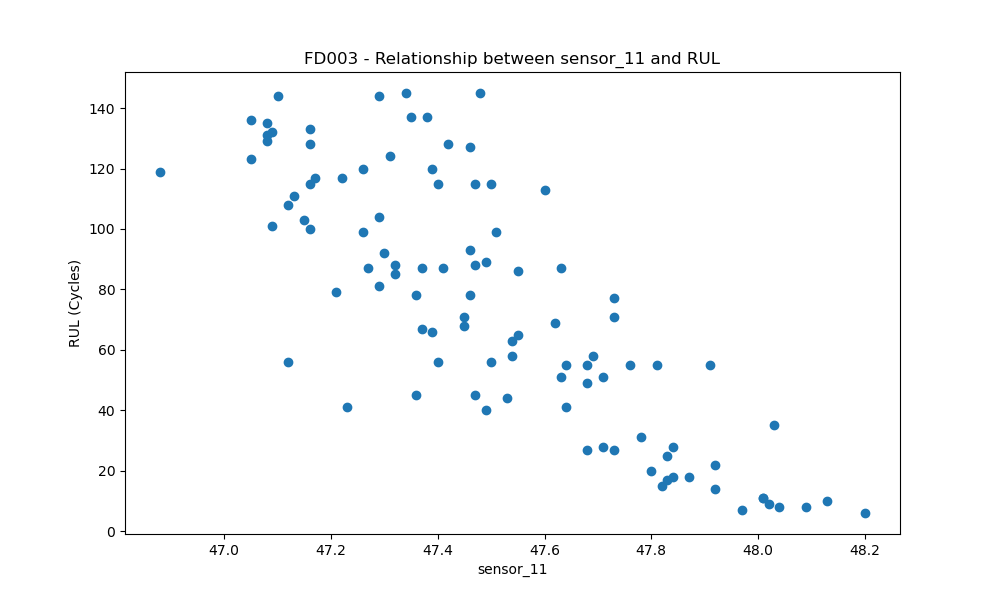 FD003 - Relationship between sensor_11 and RUL
RUL (Cycles)
140
120
100
80
60
40
20
0
47.0 47.2 47.4 47.6 47.8 48.0 48.2
sensor_11